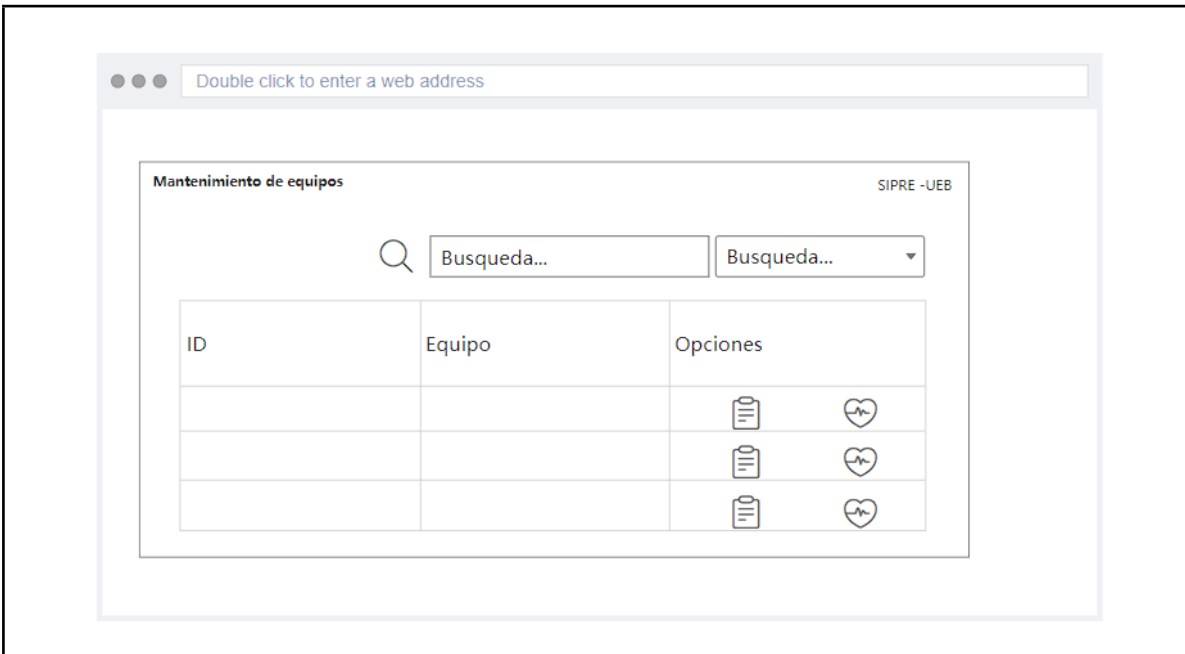 Double click to enter a web address
Mantenimiento de equipos
SIPRE -UEB
Busqueda...
Busqueda...
ID
Equipo
Opciones